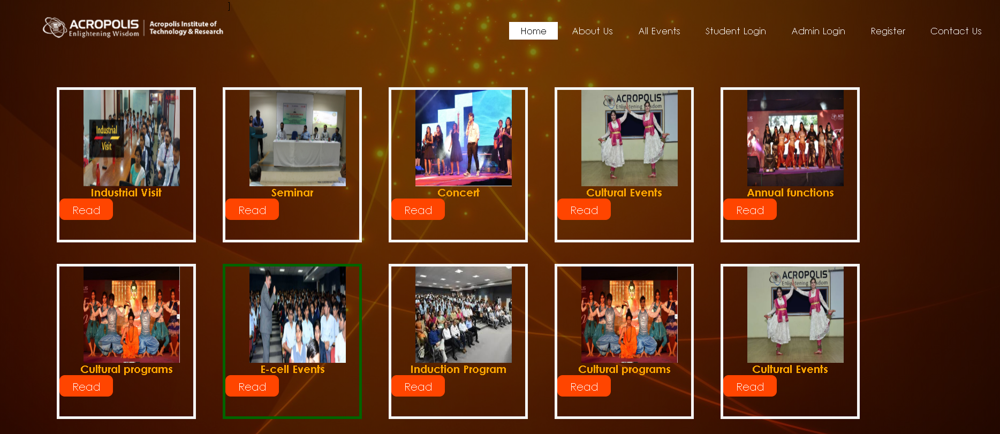 ]
ACROPOLIS
Enlightening Wisdom
Acropolis Institute of
Technology & Research
Home About Us All Events Student Login Admin Login Register Contact Us
Industrial
Visit
ACROPOLIS
Enlightening Wisdom
Industrial Visit Seminar Concert Cultural Events Annual functions
Read Read Read Read Read
ACROPOLIS
Enlightening Wisdom
Cultural programs E-cell Events Induction Program Cultural programs Cultural Events
Read Read Read Read Read